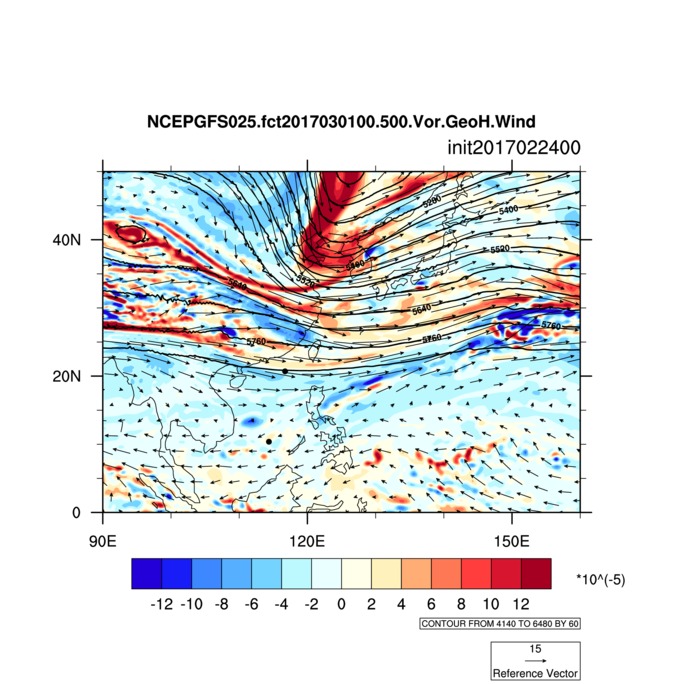 NCEPGFS025.fct2017030100.500.Vor.GeoH.Wind
init2017022400
5280
5400
40N
5520
5520
5640
5640
5760
5760
5760
20N
0
90E 120E 150E
-12 -10 -8 -6 -4 -2 0 2 4 6 8 10 12
*10^(-5)
CONTOUR FROM 4140 TO 6480 BY 60
15
Reference Vector